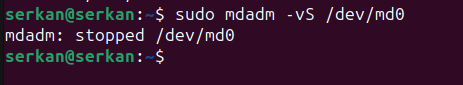 serkan@serkan:~$ sudo mdadm -vS /dev/md0
mdadm: stopped /dev/md0
serkan@serkan:~$